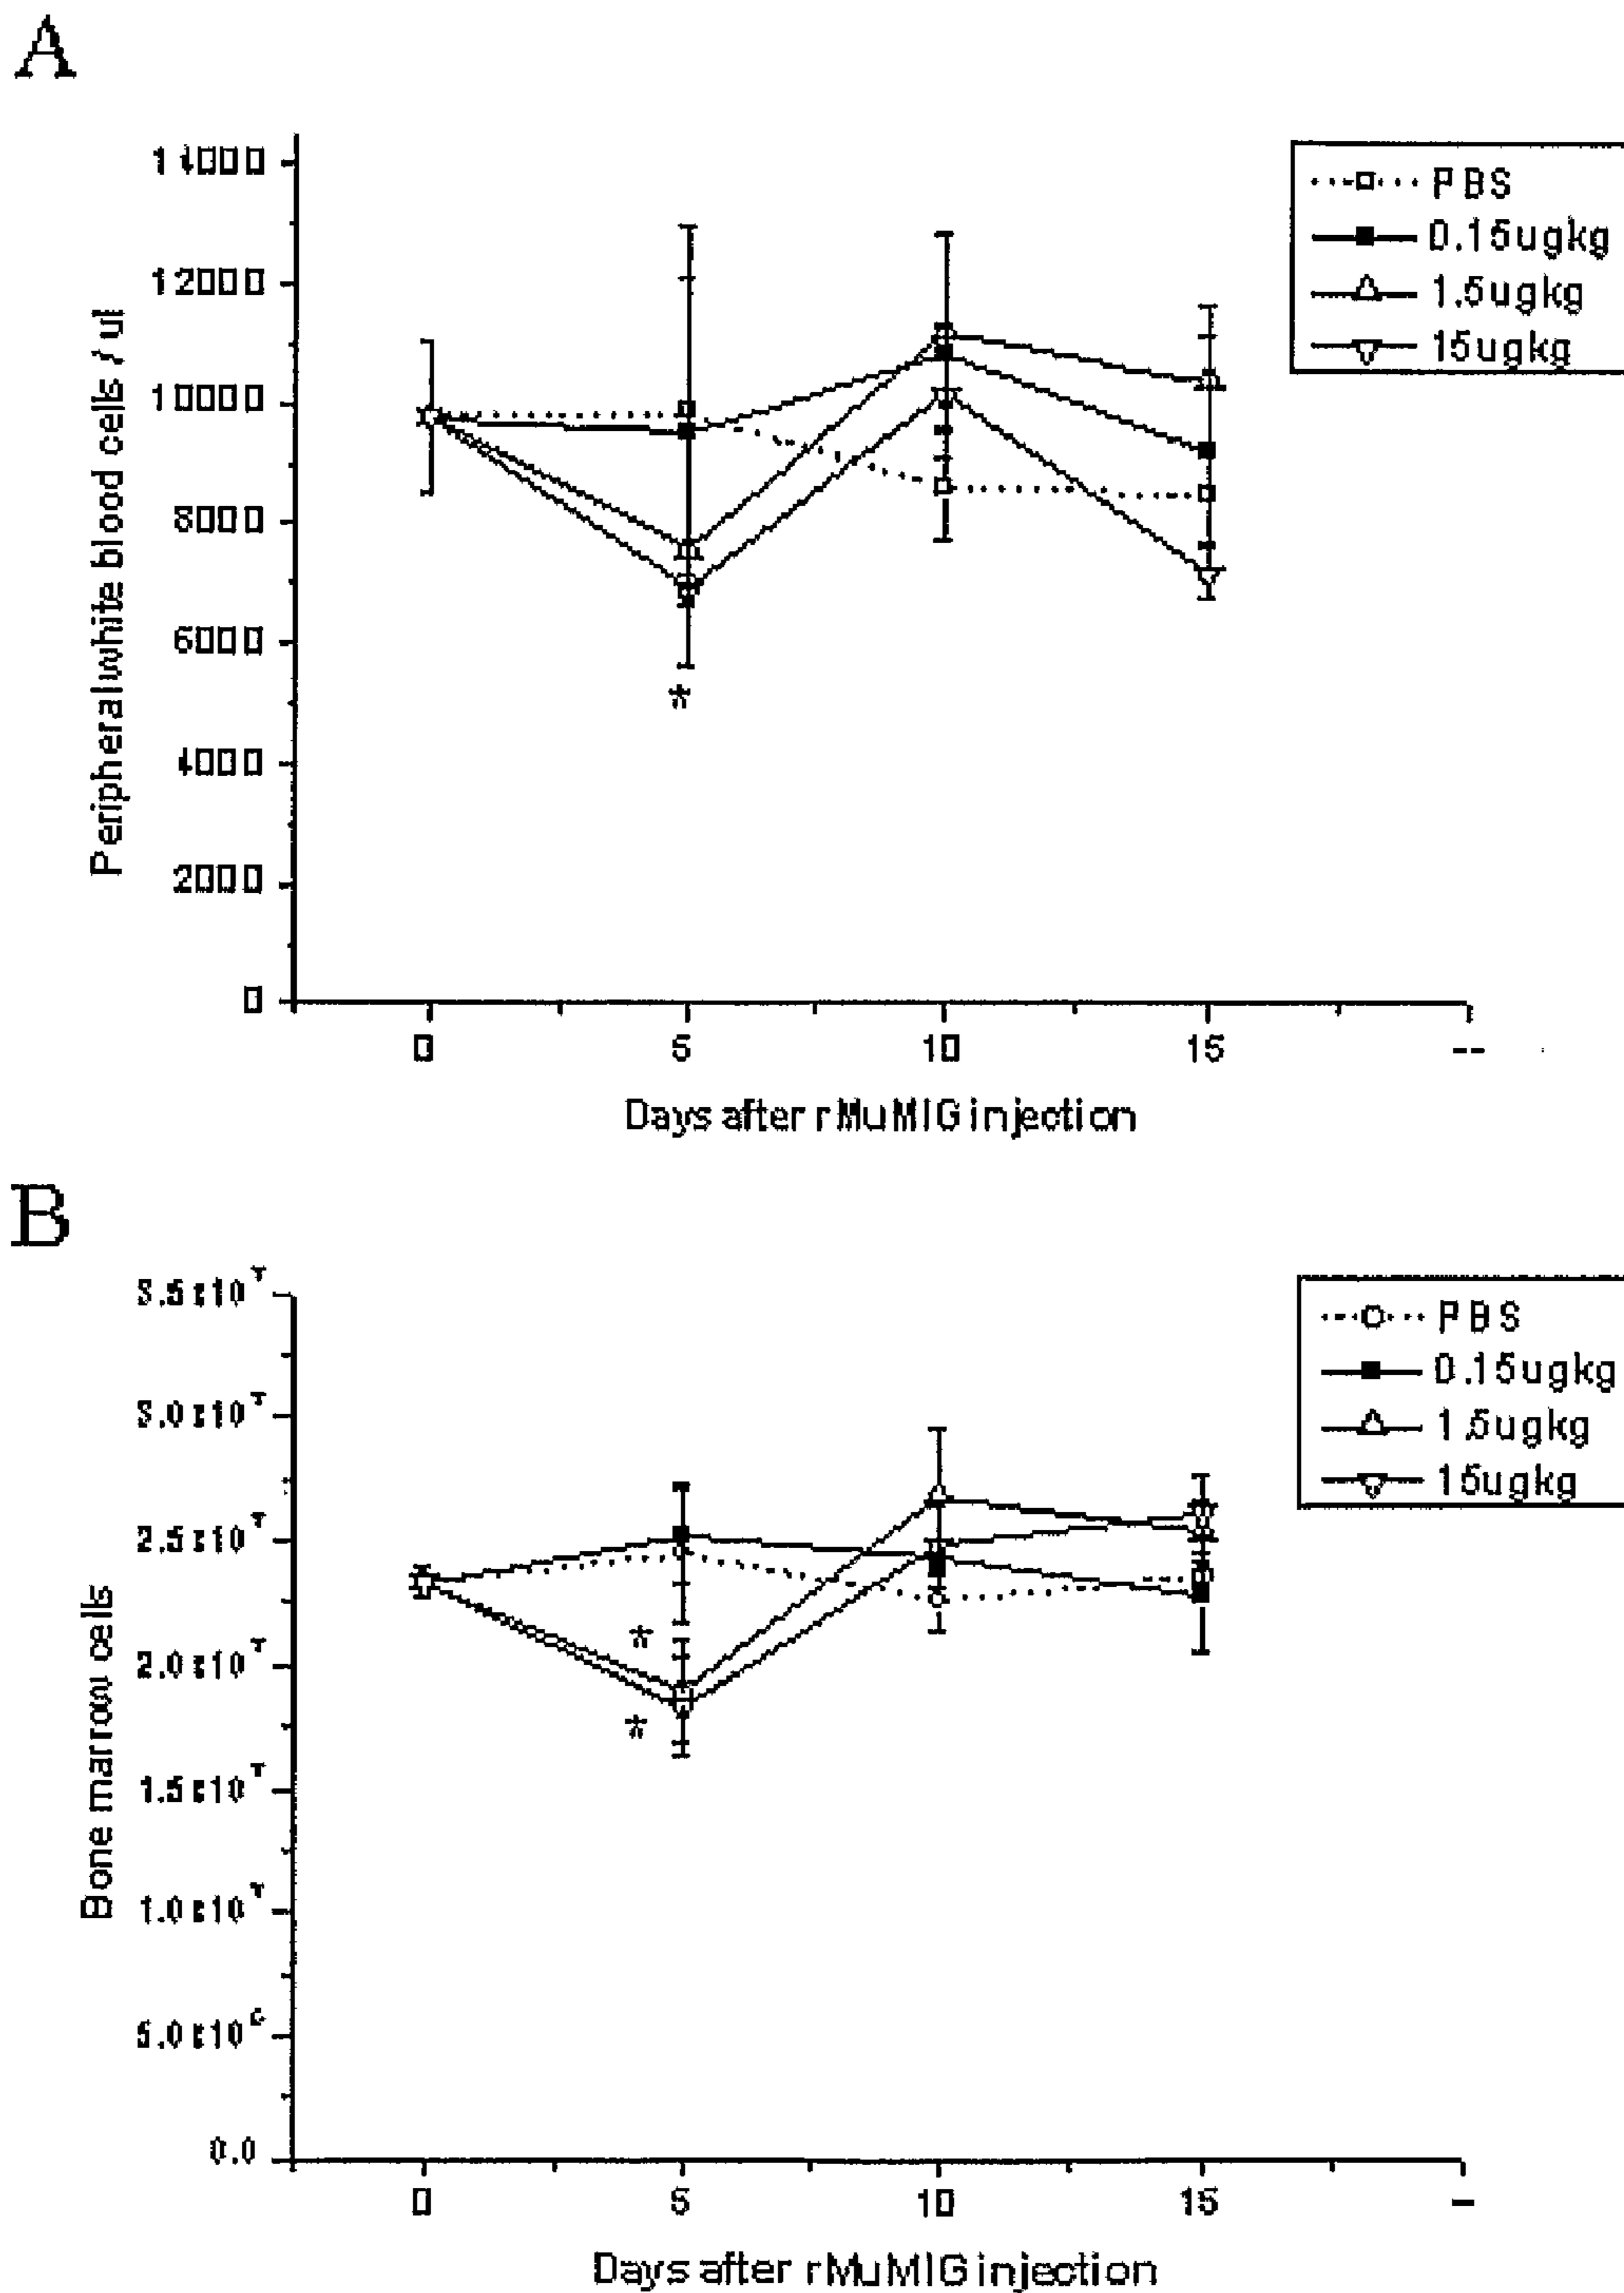 A
14000
12000
10000
8000
6000
4000
2000
0
Peripheral white blood cells / ul
0 5 10 15 --
Days after rMuMIG injection
PBS
0.15ugkg
1.5ugkg
15ugkg
*
B
3.5x10⁷
3.0x10⁷
2.5x10⁷
2.0x10⁷
1.5x10⁷
1.0x10⁷
5.0x10⁶
0.0
Bone marrow cells
0 5 10 15 --
Days after rMuMIG injection
PBS
0.15ugkg
1.5ugkg
15ugkg
*
*